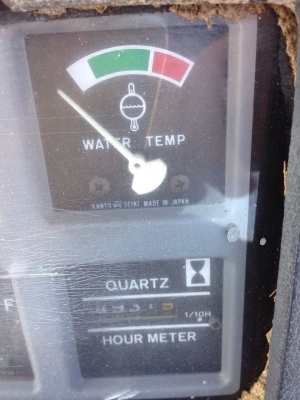 WATER TEMP
KANTO SEIKI MADE IN JAPAN
F
QUARTZ
1/10H
HOUR METER